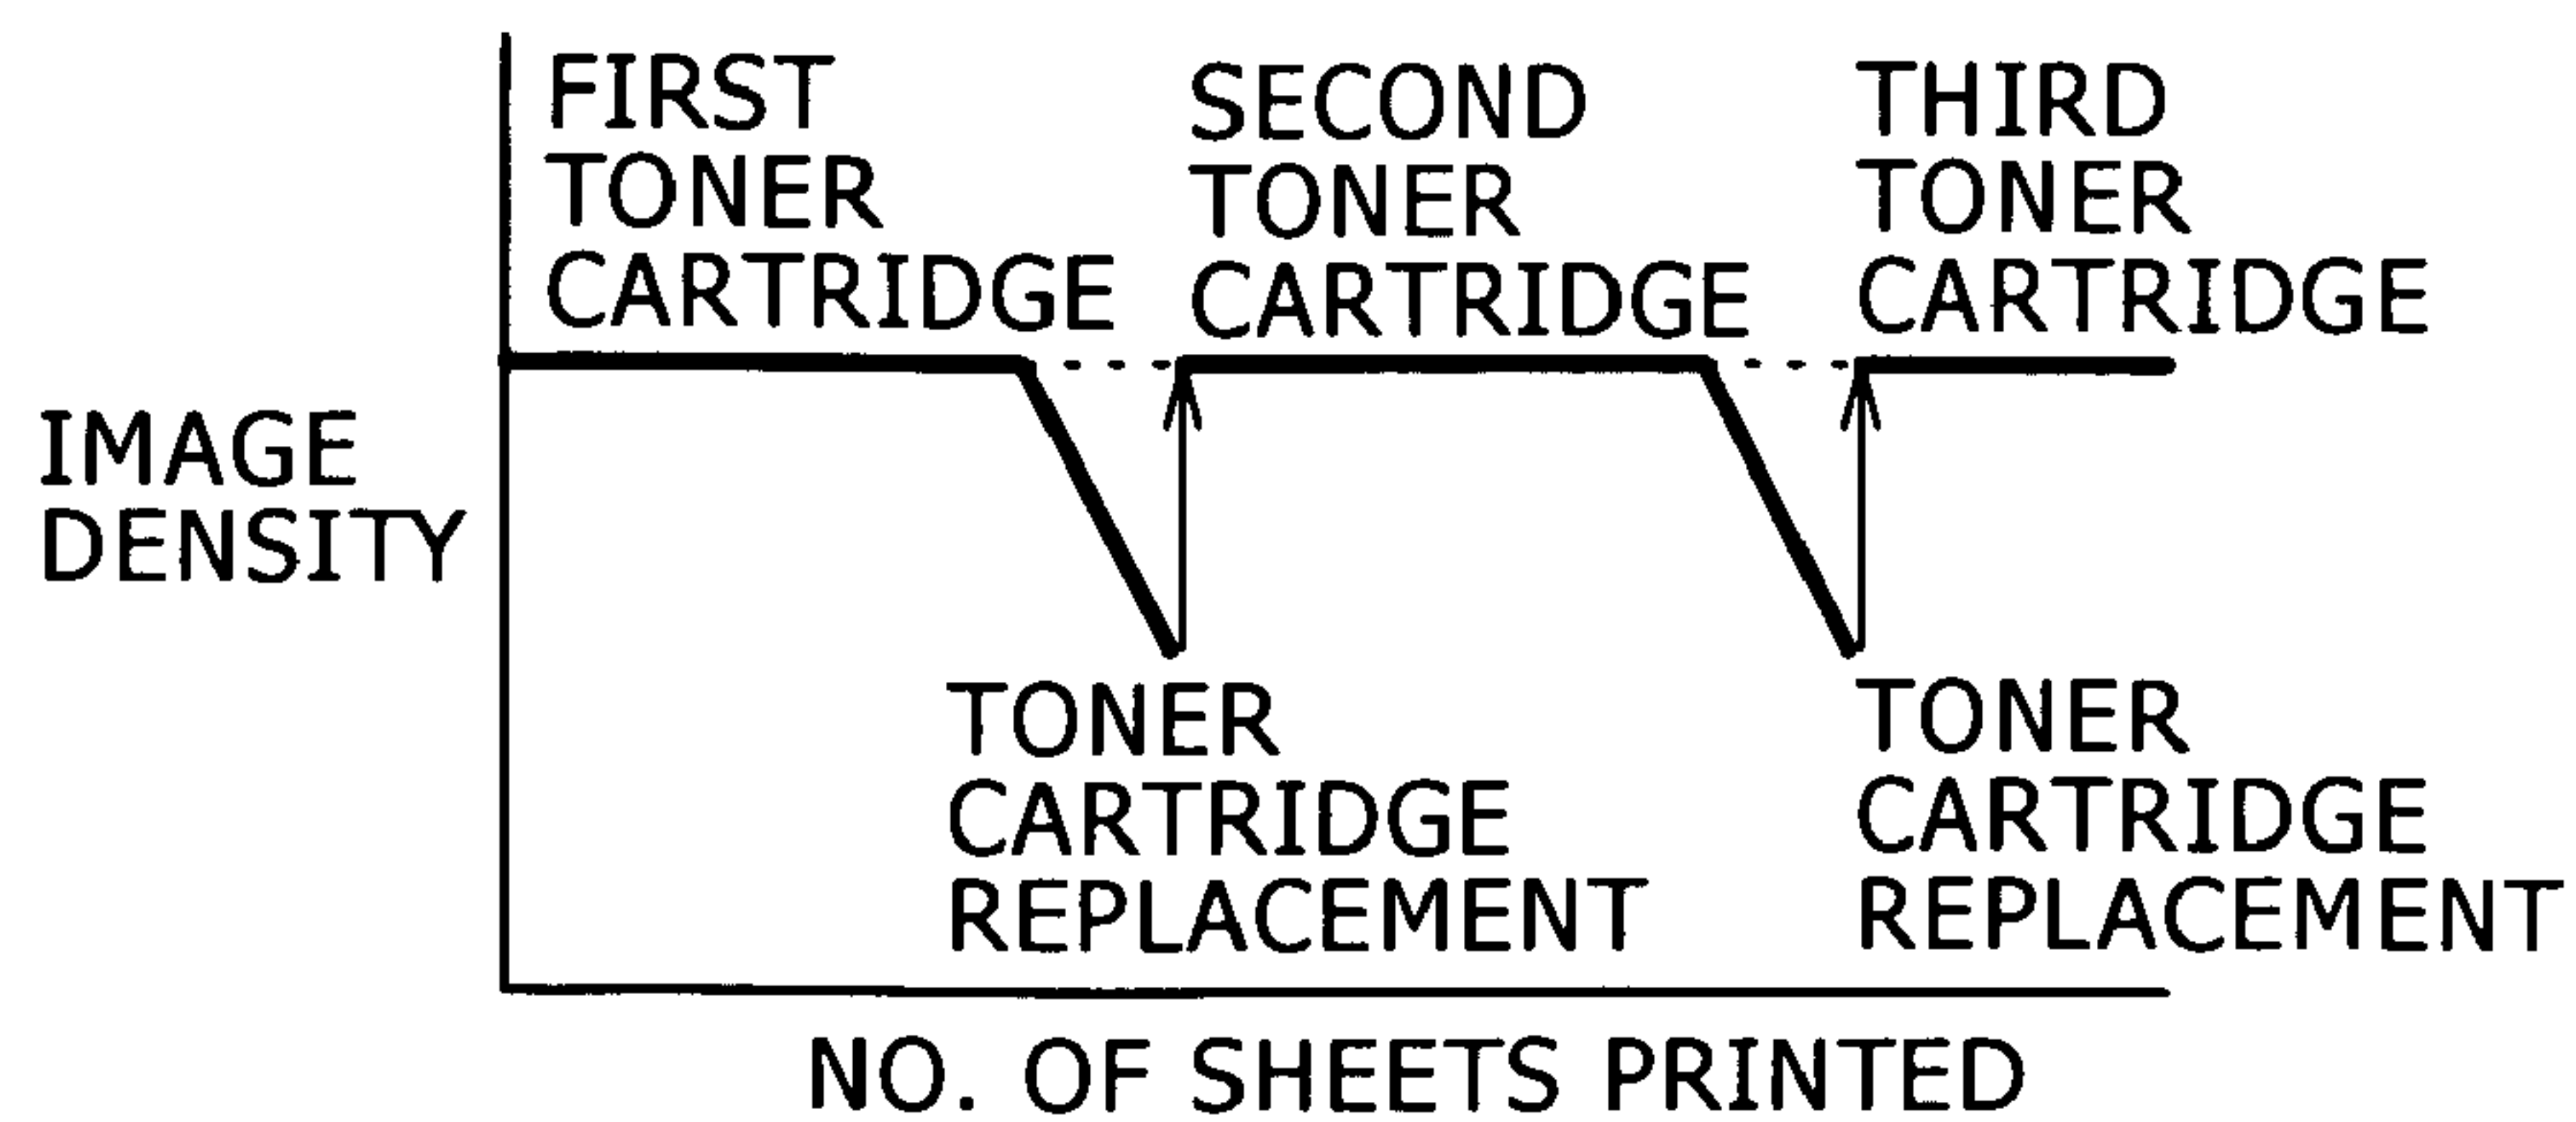 FIRST
TONER
CARTRIDGE
SECOND
TONER
CARTRIDGE
THIRD
TONER
CARTRIDGE
IMAGE
DENSITY
TONER
CARTRIDGE
REPLACEMENT
TONER
CARTRIDGE
REPLACEMENT
NO. OF SHEETS PRINTED